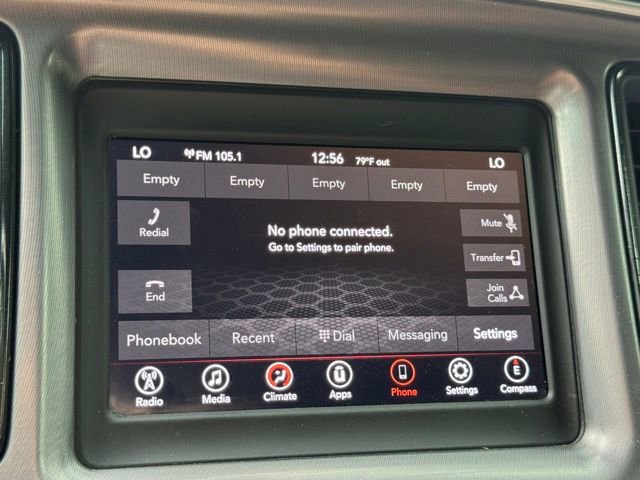 LO FM 105.1 12:56 79°F out LO
Empty Empty Empty Empty Empty
Redial
No phone connected.
Go to Settings to pair phone.
Mute
Transfer
End
Join
Calls
Phonebook Recent Dial Messaging Settings
Radio Media Climate Apps Phone Settings E Compass